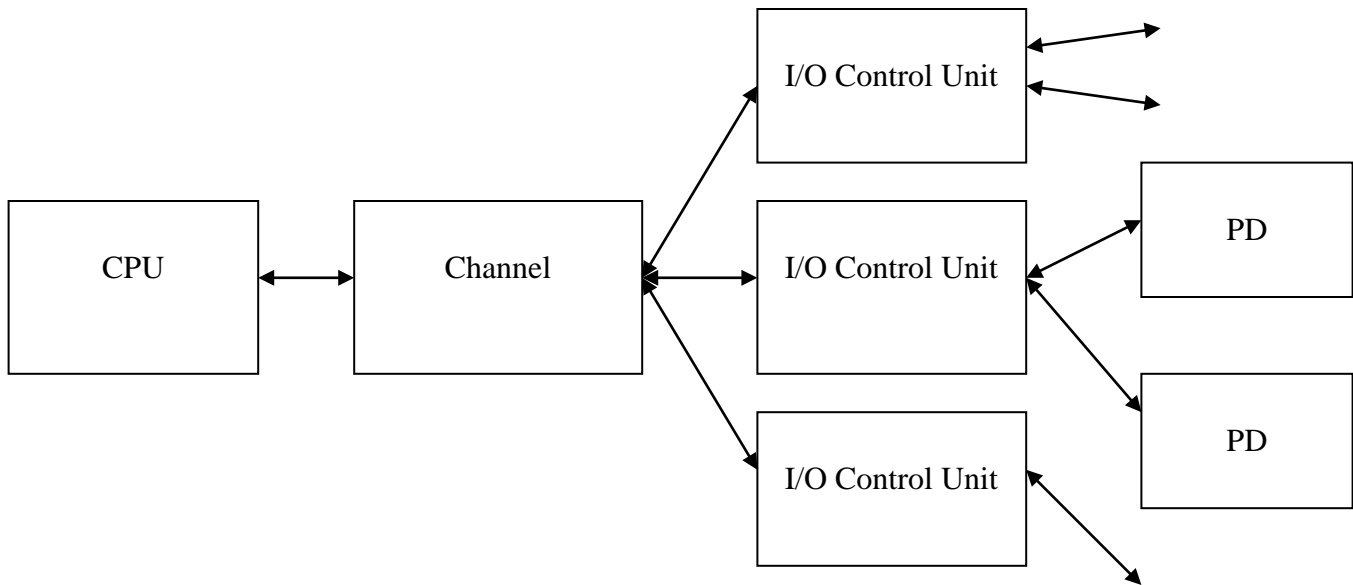 I/O Control Unit
PD
CPU
Channel
I/O Control Unit
PD
I/O Control Unit